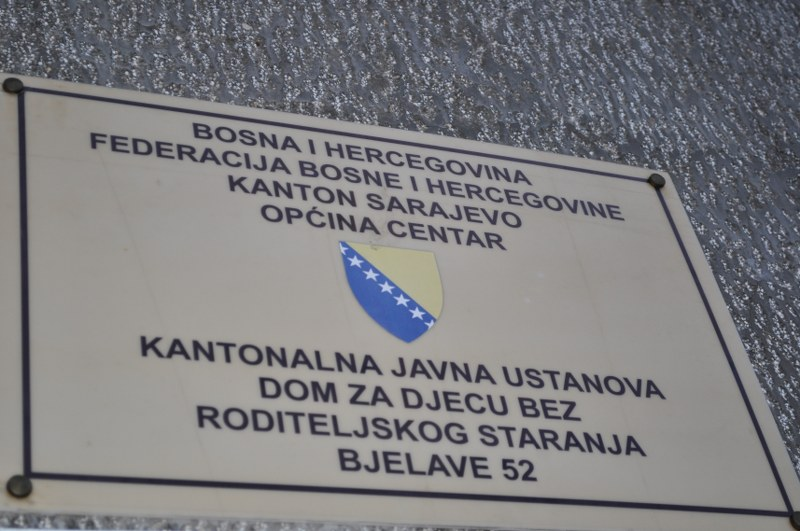 BOSNA I HERCEGOVINA
FEDERACIJA BOSNE I HERCEGOVINE
KANTON SARAJEVO
OPĆINA CENTAR
KANTONALNA JAVNA USTANOVA
DOM ZA DJECU BEZ
RODITELJSKOG STARANJA
BJELAVE 52